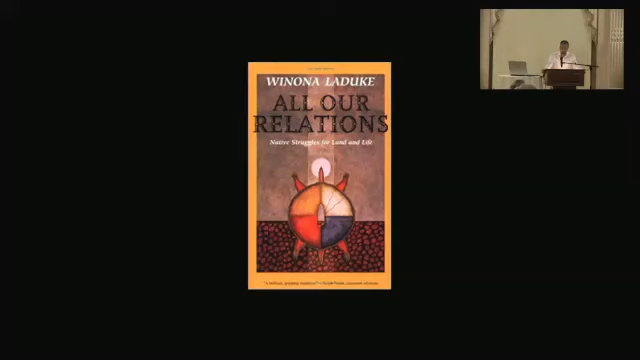 WINONA LADUKE
ALL OUR
RELATIONS
Native Struggles for Land and Life